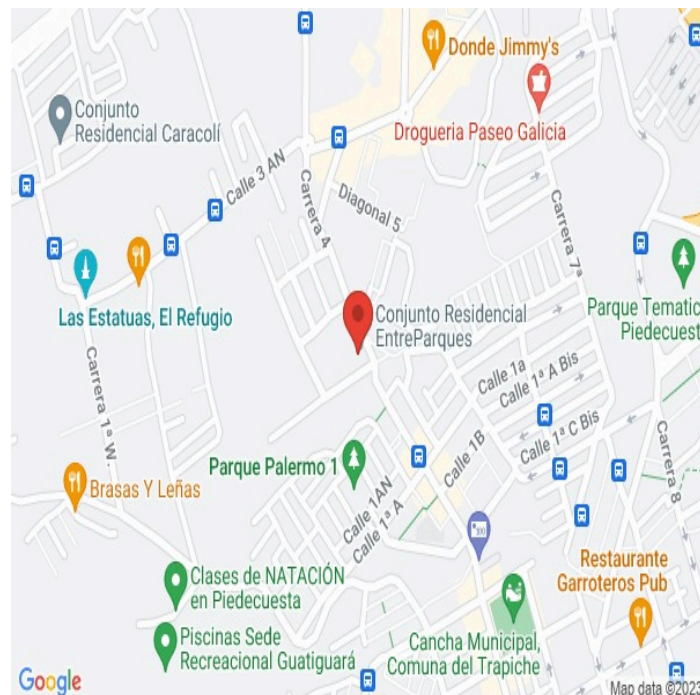 Donde Jimmy's
Conjunto
Residencial Caracolí
Drogueria Paseo Galicia
Calle 3 AN
Carrera 4
Diagonal 5
Carrera 7ª
Las Estatuas, El Refugio
Conjunto Residencial
EntreParques
Parque Tematic
Piedecuest
Carrera 1ª W.
Calle 1a
Calle 1ª A Bis
Calle 1ª C Bis
Calle 1B
Carrera 8
Parque Palermo 1
Brasas Y Leñas
Calle 1AN
Calle 1ª A
Clases de NATACIÓN
en Piedecuesta
Restaurante
Garroteros Pub
Piscinas Sede
Recreacional Guatiguará
Cancha Municipal,
Comuna del Trapiche
Google
Map data ©202